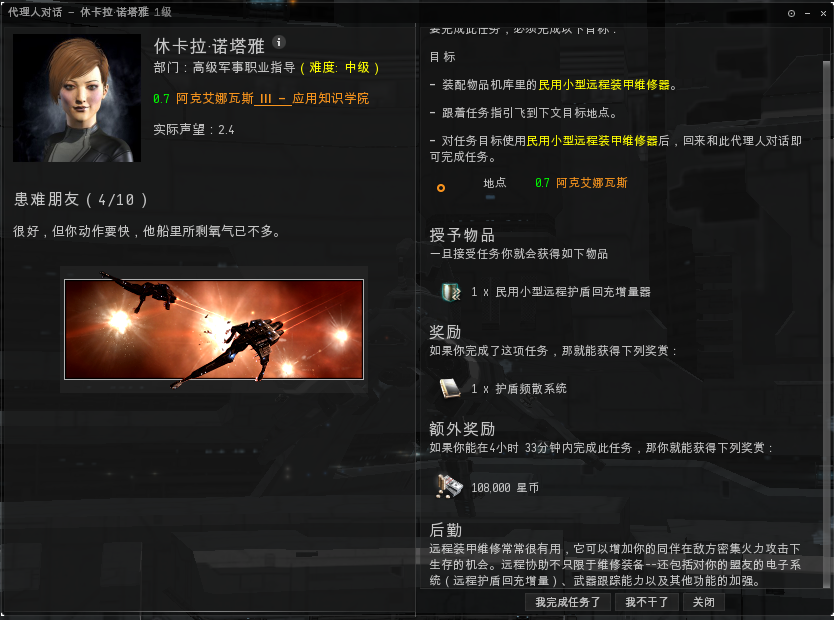 代理人对话 - 休卡拉·诺塔雅 1级
休卡拉·诺塔雅
部门：高级军事职业指导（难度: 中级）
0.7 阿克艾娜瓦斯 III - 应用知识学院
实际声望：2.4
患难朋友（4/10 ）
很好，但你动作要快，他船里所剩氧气已不多。
要完成此任务，必须完成以下目标：
目标
- 装配物品机库里的民用小型远程装甲维修器。
- 跟着任务指引飞到下文目标地点。
- 对任务目标使用民用小型远程装甲维修器后，回来和此代理人对话即
可完成任务。
地点 0.7 阿克艾娜瓦斯
授予物品
一旦接受任务你就会获得如下物品
1 x 民用小型远程护盾回充增量器
奖励
如果你完成了这项任务，那就能获得下列奖赏：
1 x 护盾频散系统
额外奖励
如果你能在4小时 33分钟内完成此任务，那你就能获得下列奖赏：
108,000 星币
后勤
远程装甲维修常常很有用，它可以增加你的同伴在敌方密集火力攻击下
生存的机会。远程协助不只限于维修装备--还包括对你的盟友的电子系
统（远程护盾回充增量）、武器跟踪能力以及其他功能的加强。
我完成任务了 我不干了 关闭